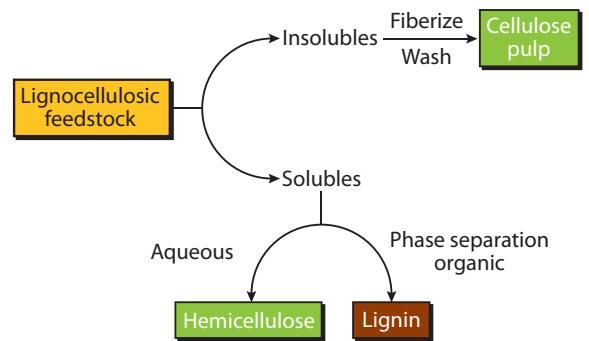 Insolubles
Fiberize
Wash
Cellulose
pulp
Lignocellulosic
feedstock
Solubles
Aqueous
Phase separation
organic
Hemicellulose
Lignin